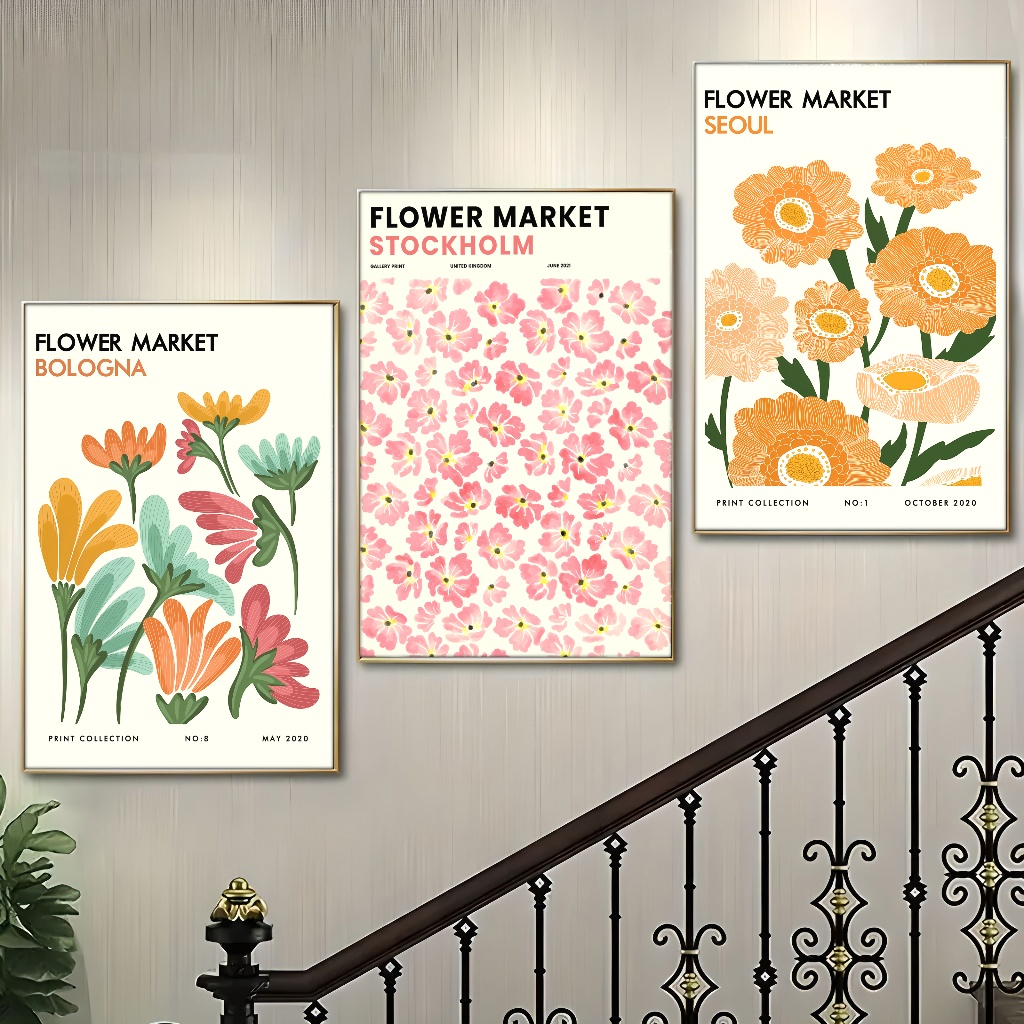 FLOWER MARKET
BOLOGNA
PRINT COLLECTION NO:8 MAY 2020
FLOWER MARKET
STOCKHOLM
GALLERY PRINT UNITED KINGDOM JUNE 2021
FLOWER MARKET
SEOUL
PRINT COLLECTION NO:1 OCTOBER 2020